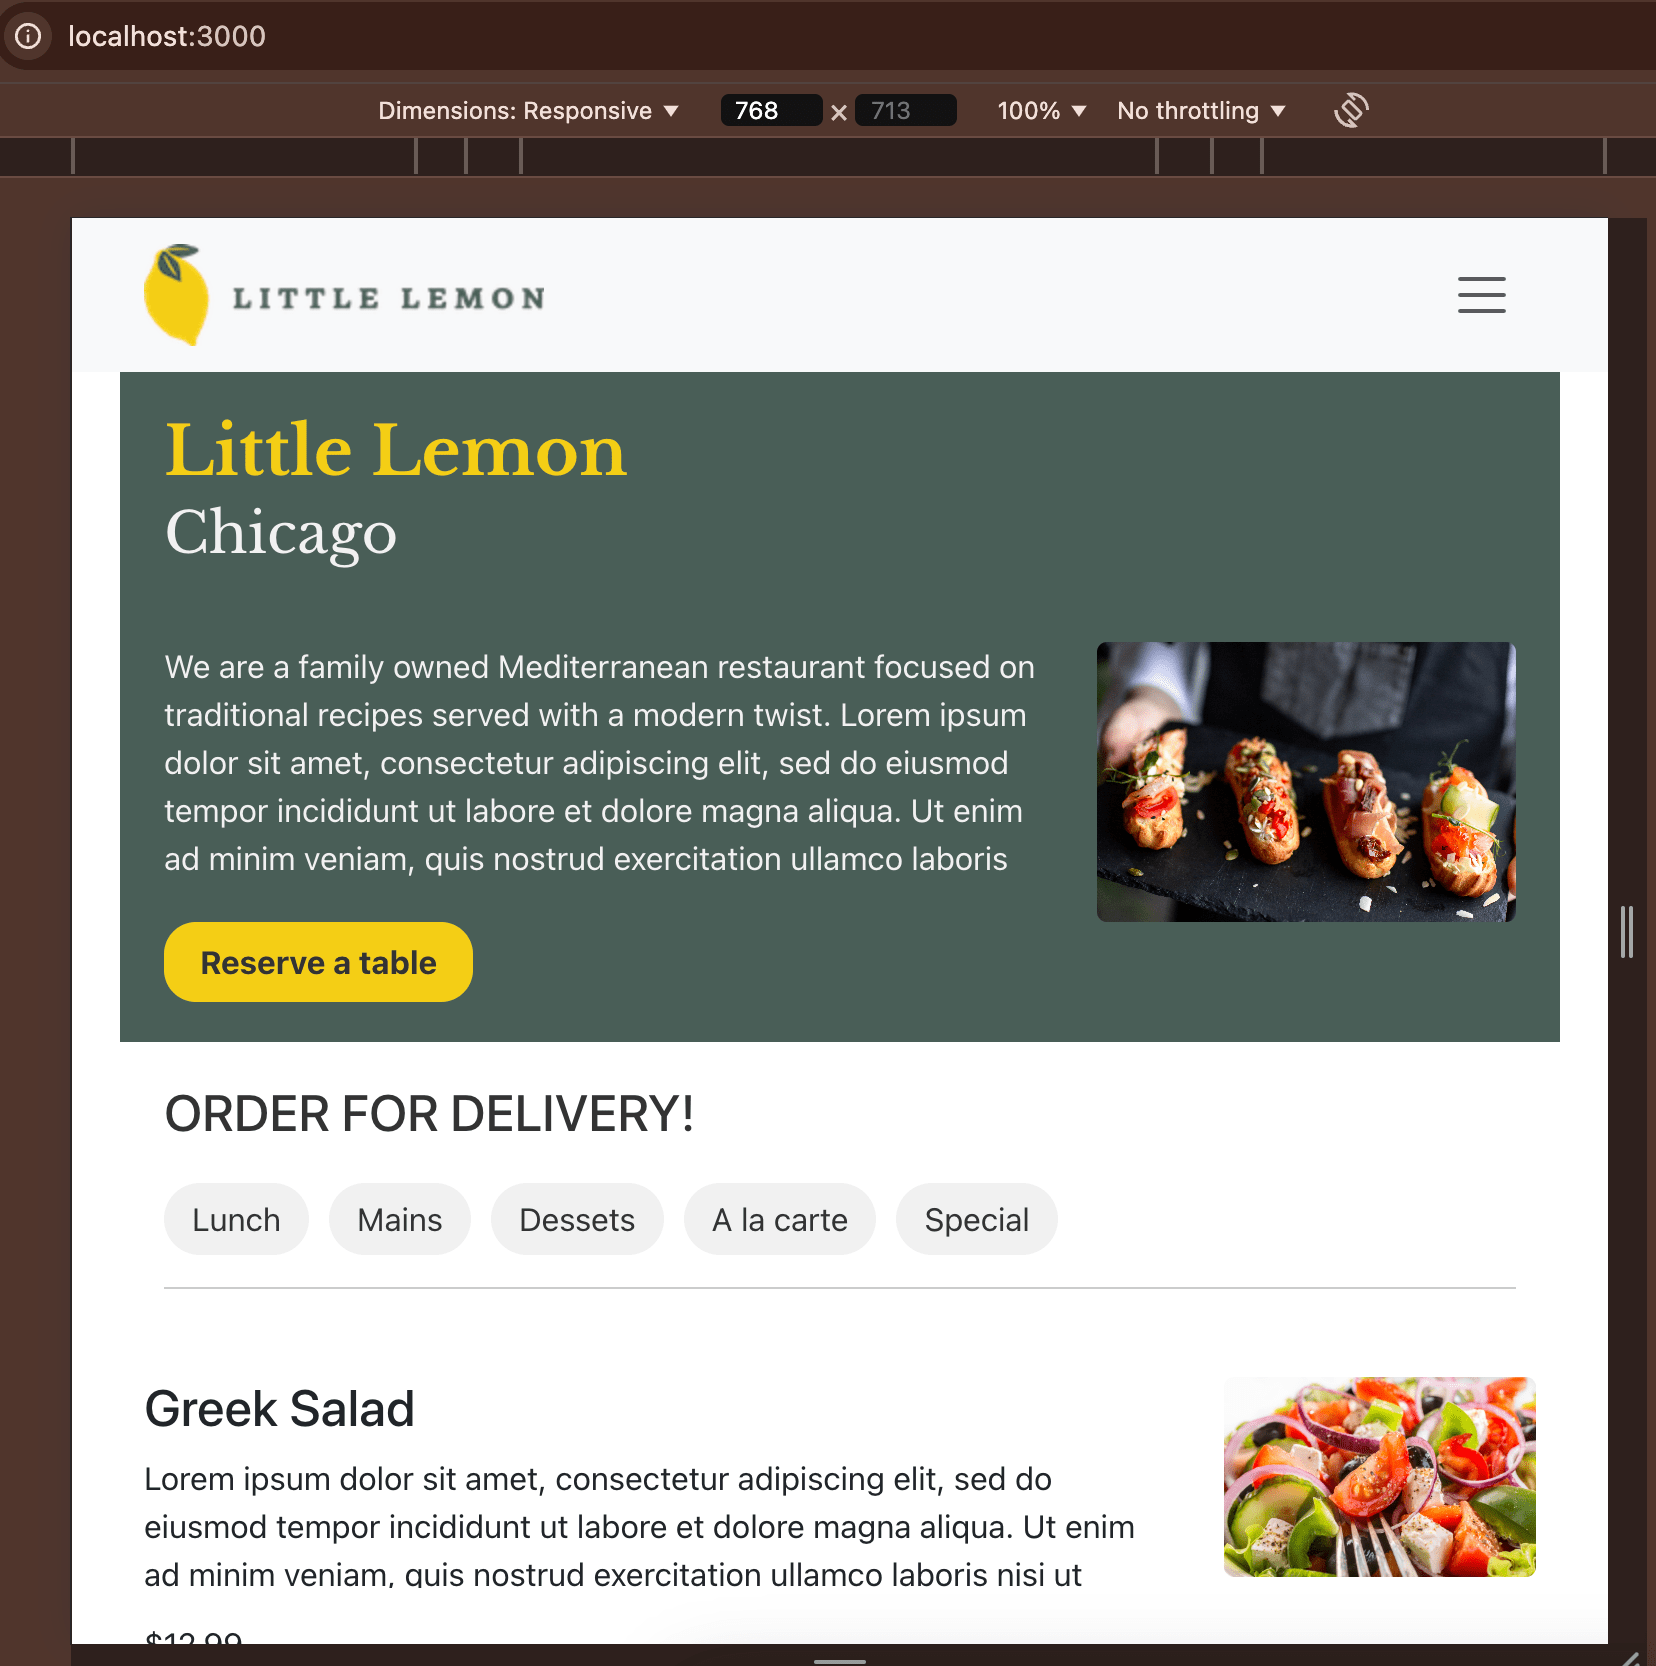 localhost:3000
Dimensions: Responsive ▼ 768 × 713 100% ▼ No throttling ▼
LITTLE LEMON
Little Lemon
Chicago
We are a family owned Mediterranean restaurant focused on
traditional recipes served with a modern twist. Lorem ipsum
dolor sit amet, consectetur adipiscing elit, sed do eiusmod
tempor incididunt ut labore et dolore magna aliqua. Ut enim
ad minim veniam, quis nostrud exercitation ullamco laboris
Reserve a table
ORDER FOR DELIVERY!
Lunch Mains Dessets A la carte Special
Greek Salad
Lorem ipsum dolor sit amet, consectetur adipiscing elit, sed do
eiusmod tempor incididunt ut labore et dolore magna aliqua. Ut enim
ad minim veniam, quis nostrud exercitation ullamco laboris nisi ut
$12.99